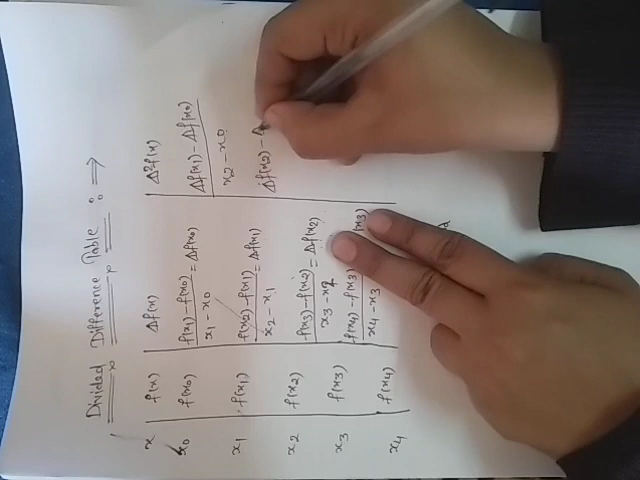 Divided Difference Table : ⇒
x f(x) Δf(x) Δ²f(x)
x0 f(x0) f(x1) - f(x0) / x1 - x0 = Δf(x0) Δf(x1) - Δf(x0) / x2 - x0
x1 f(x1) f(x2) - f(x1) / x2 - x1 = Δf(x1) Δf(x2) - Δ
x2 f(x2) f(x3) - f(x2) / x3 - x2 = Δf(x2)
x3 f(x3) f(x4) - f(x3) / x4 - x3 (x3)
x4 f(x4)